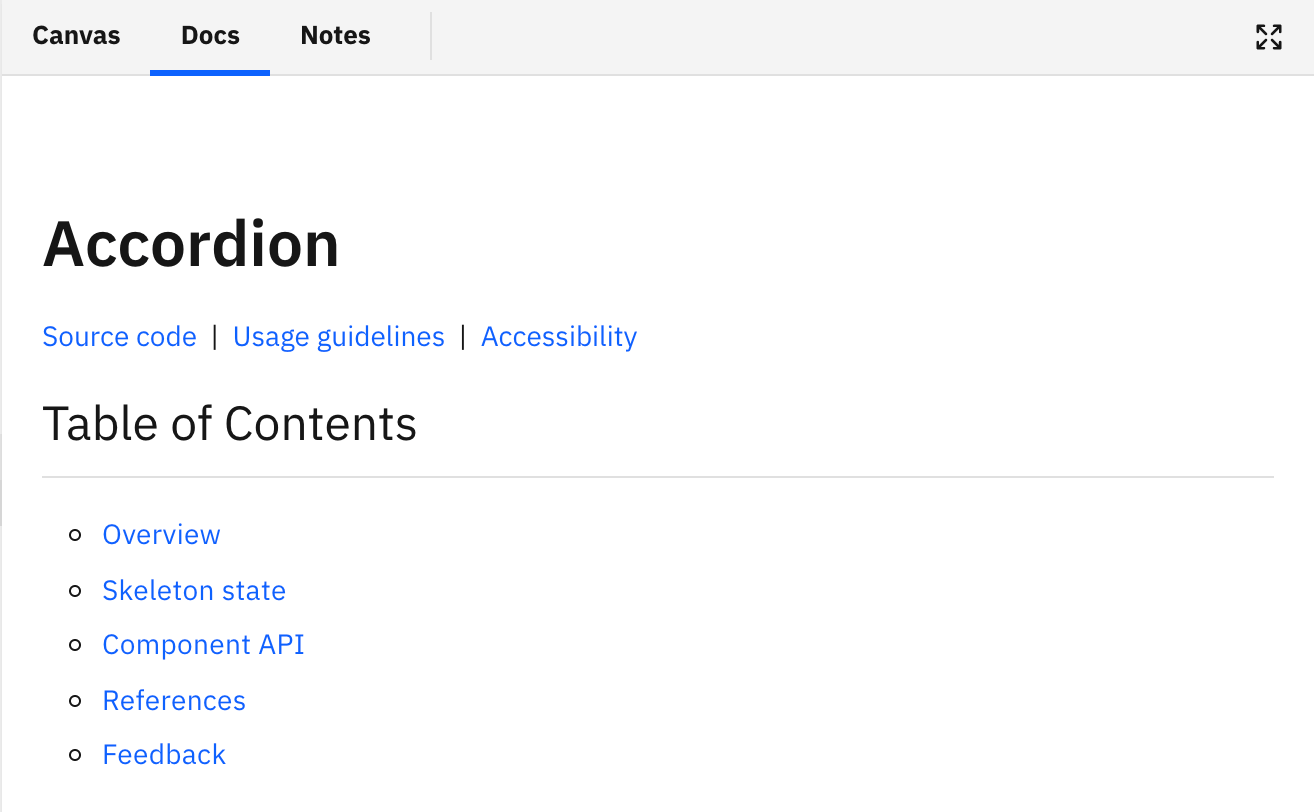 Canvas Docs Notes
Accordion
Source code | Usage guidelines | Accessibility
Table of Contents
Overview
Skeleton state
Component API
References
Feedback